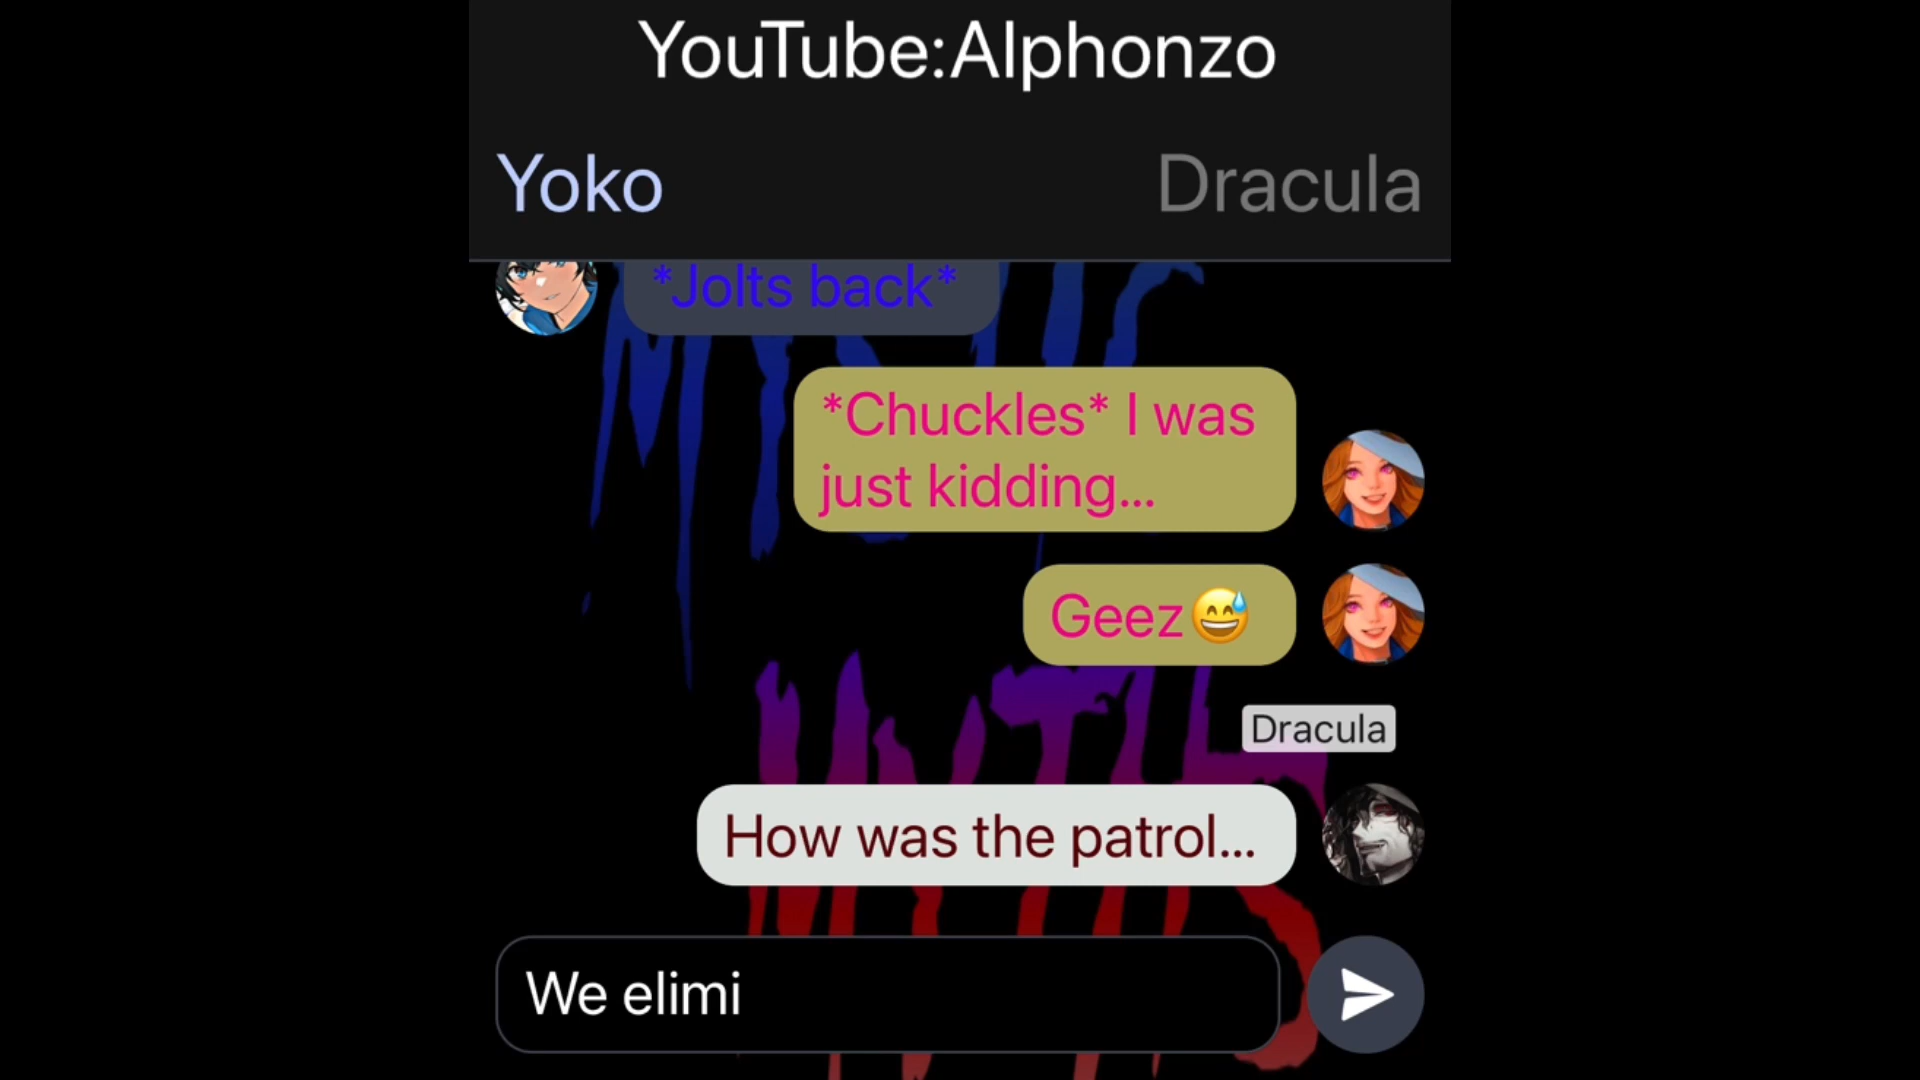 YouTube:Alphonzo
Yoko
Dracula
*Jolts back*
*Chuckles* I was
just kidding...
Geez😅
Dracula
How was the patrol...
We elimi